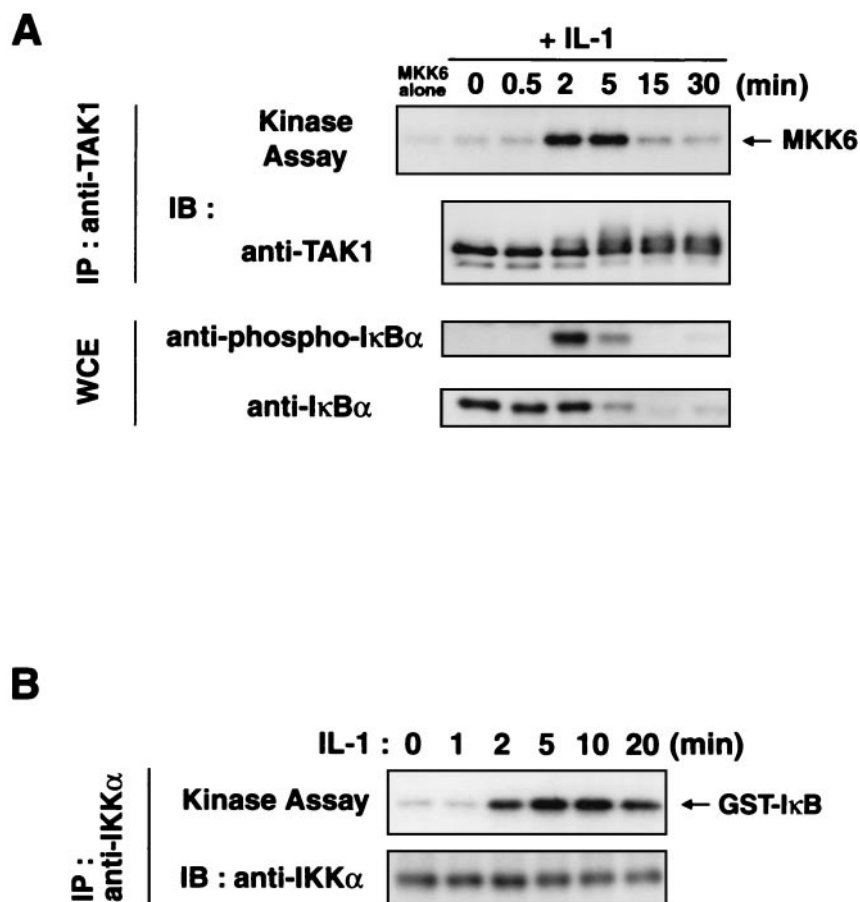 A
+ IL-1
MKK6 alone 0 0.5 2 5 15 30 (min)
IP : anti-TAK1
Kinase Assay
← MKK6
IB :
anti-TAK1
WCE
anti-phospho-IκBα
anti-IκBα
B
IL-1 : 0 1 2 5 10 20 (min)
IP : anti-IKKα
Kinase Assay
← GST-IκB
IB : anti-IKKα